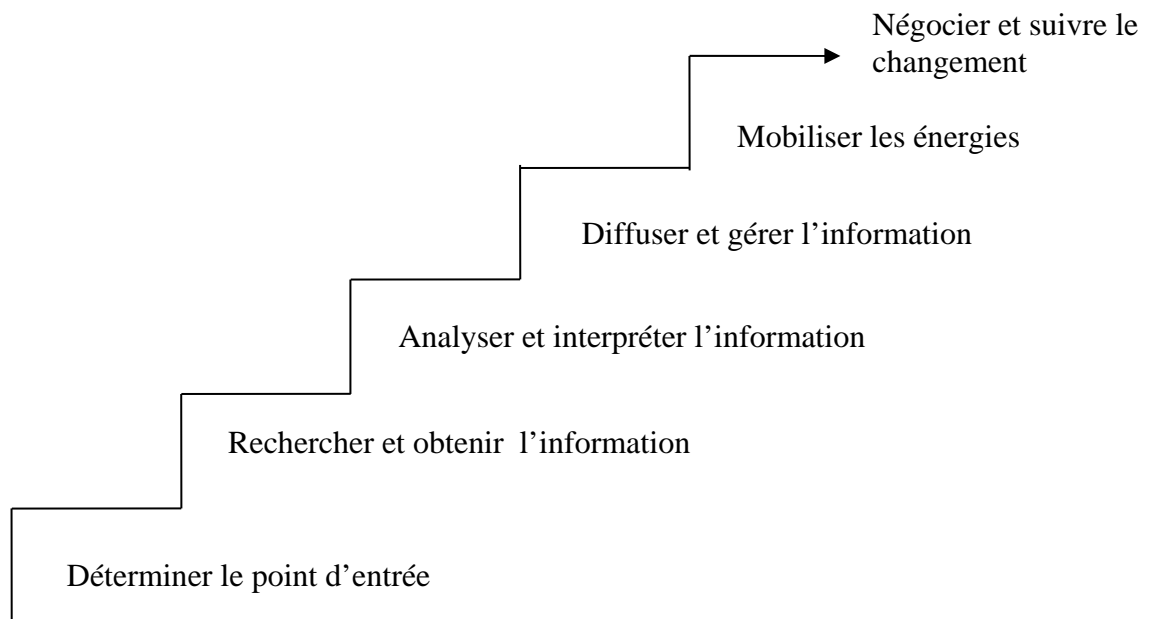 Négocier et suivre le
changement
Mobiliser les énergies
Diffuser et gérer l’information
Analyser et interpréter l’information
Rechercher et obtenir  l’information
Déterminer le point d’entrée